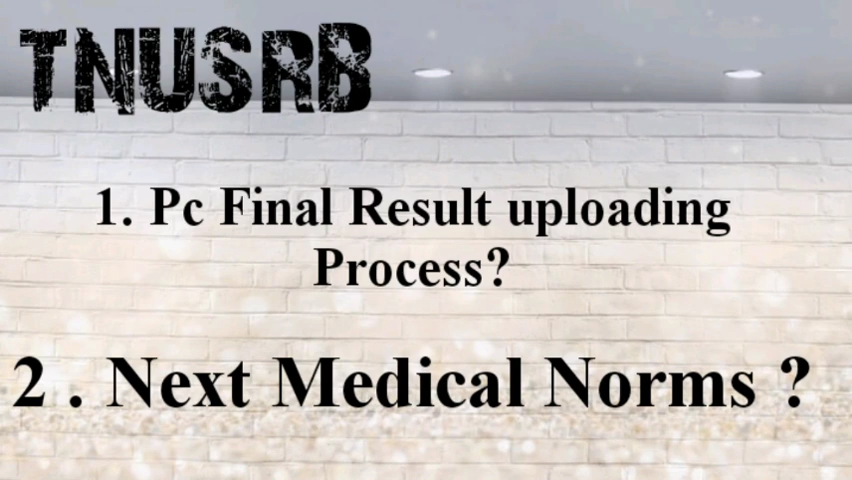 TNUSRB
1. Pc Final Result uploading
Process?
2 . Next Medical Norms ?